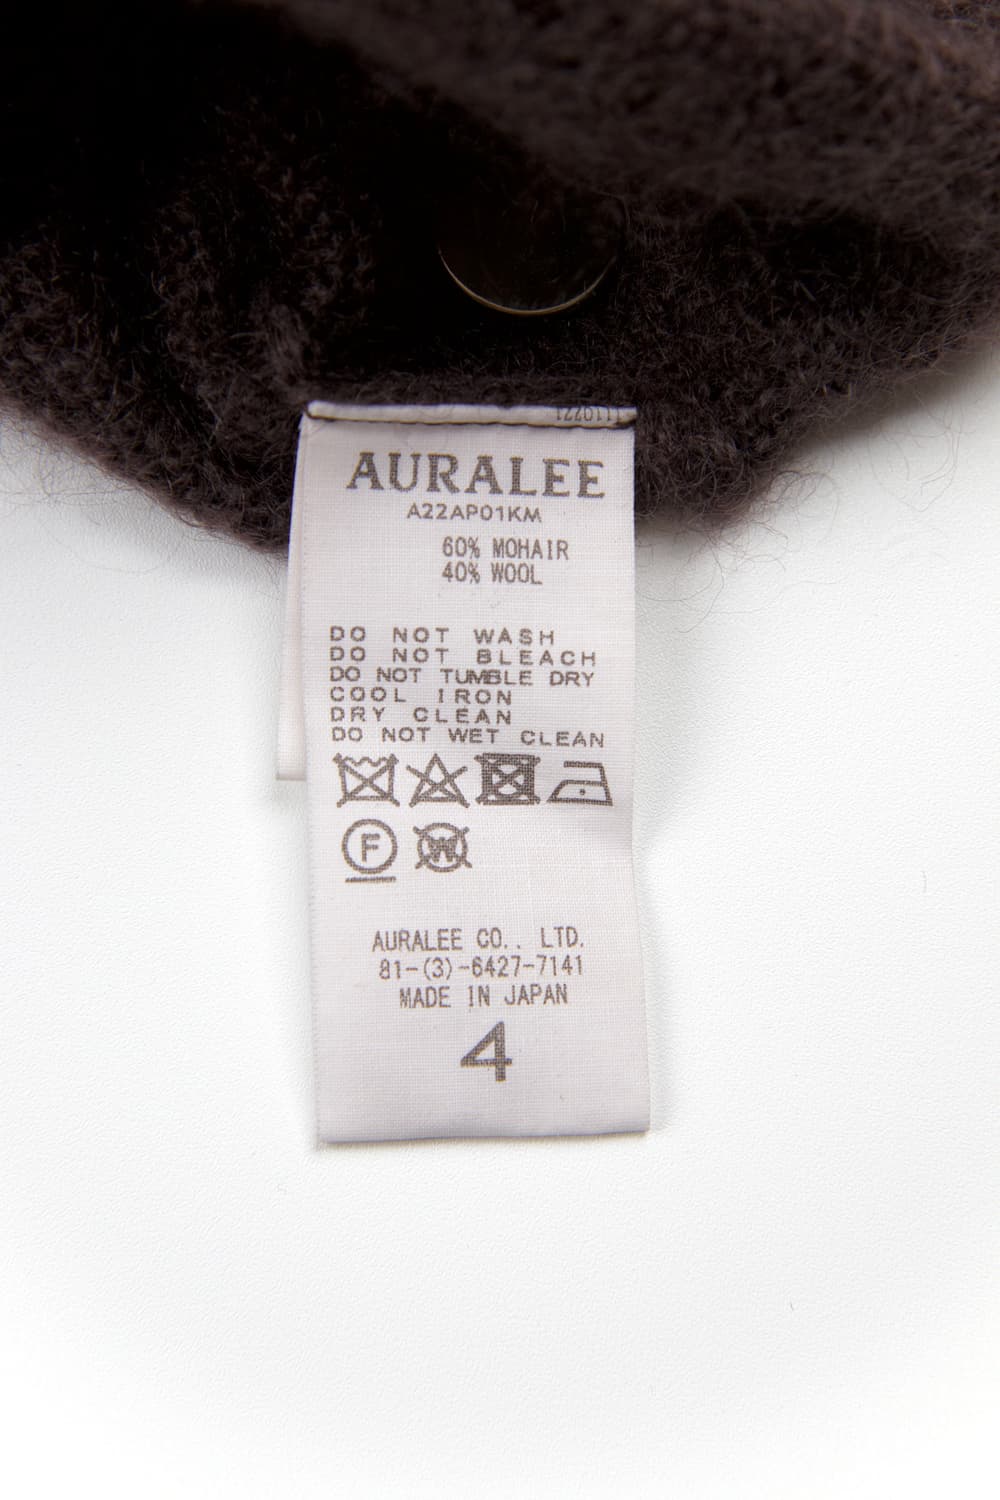 AURALEE
A22AP01KM
60% MOHAIR
40% WOOL
DO NOT WASH
DO NOT BLEACH
DO NOT TUMBLE DRY
COOL IRON
DRY CLEAN
DO NOT WET CLEAN
F W
AURALEE CO., LTD.
81-(3)-6427-7141
MADE IN JAPAN
4